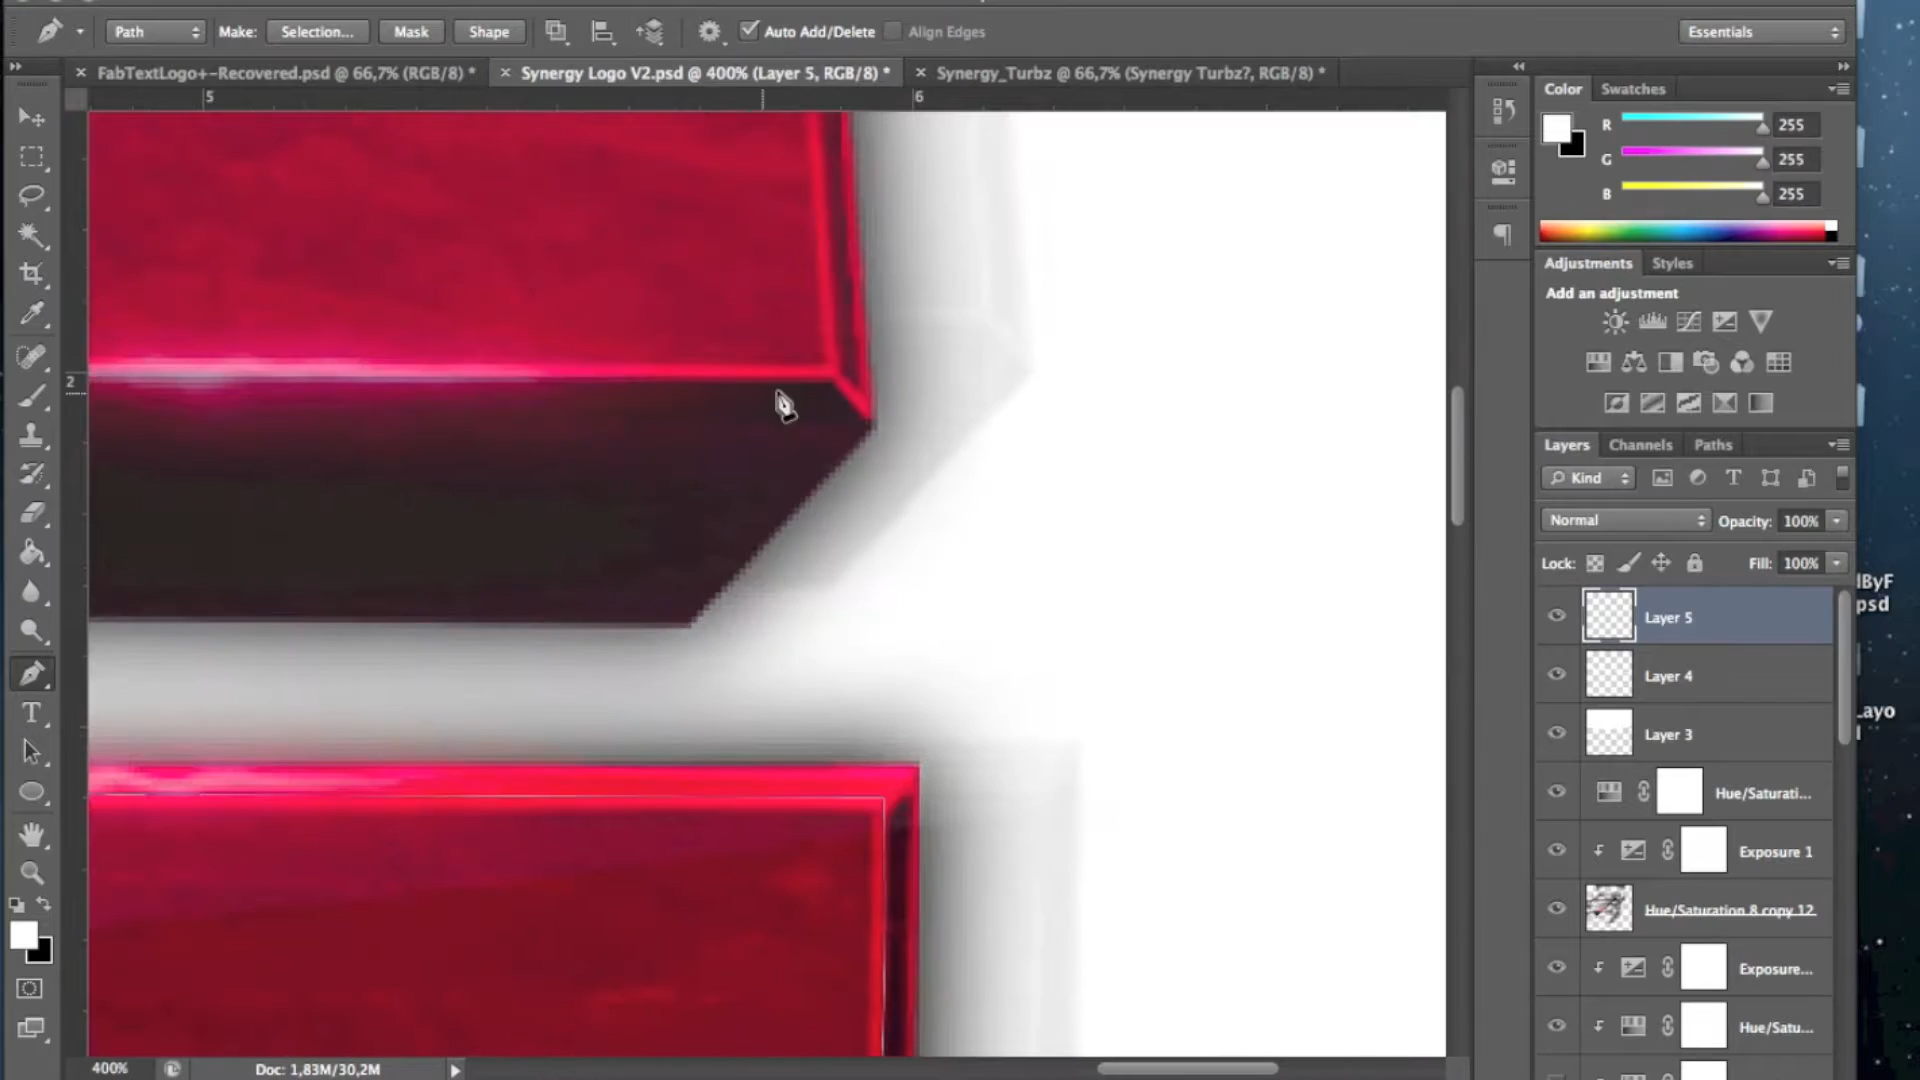 Path Make: Selection... Mask Shape Auto Add/Delete Align Edges Essentials
FabTextLogo+-Recovered.psd @ 66,7% (RGB/8) * Synergy Logo V2.psd @ 400% (Layer 5, RGB/8) * Synergy_Turbz @ 66,7% (Synergy Turbz?, RGB/8) *
5 6
2
Color Swatches
R 255
G 255
B 255
Adjustments Styles
Add an adjustment
Layers Channels Paths
Kind
Normal Opacity: 100%
Lock: Fill: 100%
Layer 5
Layer 4
Layer 3
Hue/Saturati...
Exposure 1
Hue/Saturation 8 copy 12
Exposure...
Hue/Satu...
lByF
psd
Layo
400% Doc: 1,83M/30,2M